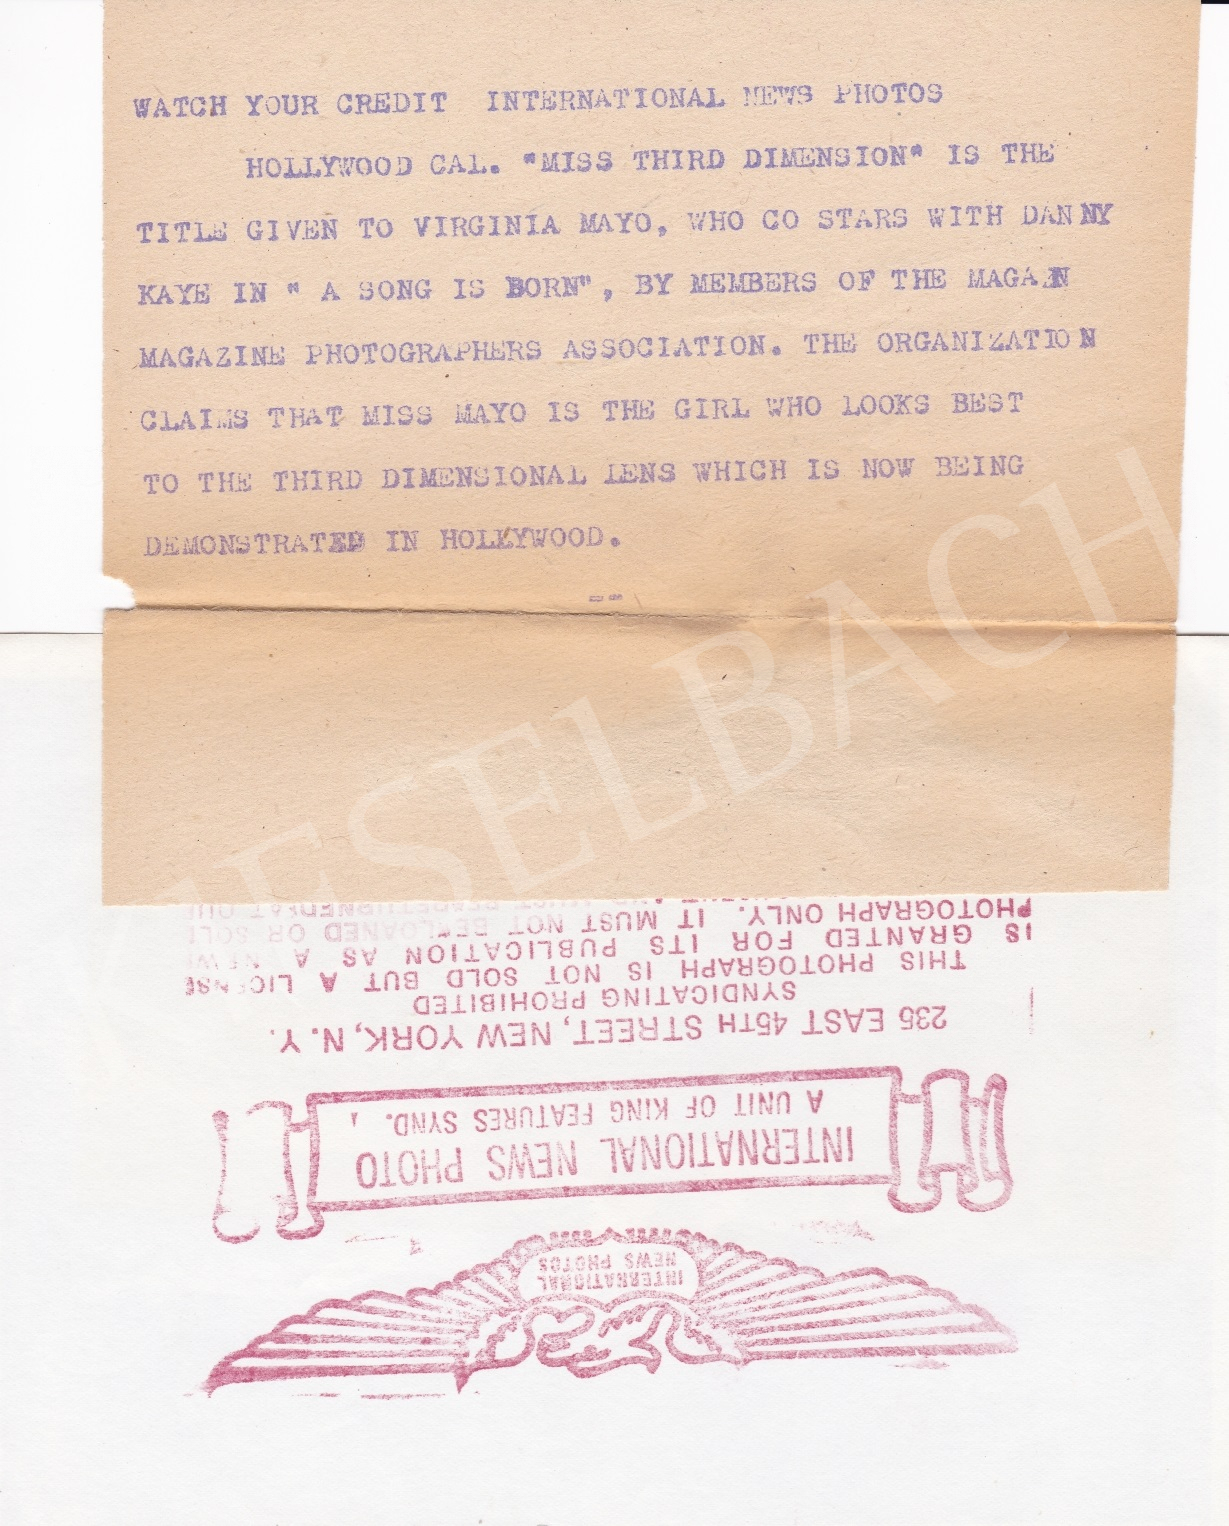 WATCH YOUR CREDIT  INTERNATIONAL NEWS PHOTOS
HOLLYWOOD CAL. "MISS THIRD DIMENSION" IS THE
TITLE GIVEN TO VIRGINIA MAYO, WHO CO STARS WITH DANNY
KAYE IN " A SONG IS BORN", BY MEMBERS OF THE MAGAZN
MAGAZINE PHOTOGRAPHERS ASSOCIATION. THE ORGANIZATION
CLAIMS THAT MISS MAYO IS THE GIRL WHO LOOKS BEST
TO THE THIRD DIMENSIONAL LENS WHICH IS NOW BEING
DEMONSTRATED IN HOLLYWOOD.
--
INTERNATIONAL
NEWS PHOTOS
INTERNATIONAL NEWS PHOTO
A UNIT OF KING FEATURES SYND.
235 EAST 45TH STREET, NEW YORK, N.Y.
SYNDICATING PROHIBITED
THIS PHOTOGRAPH IS NOT SOLD BUT A LICENSE
IS GRANTED FOR ITS PUBLICATION AS A NEWS
PHOTOGRAPH ONLY. IT MUST NOT BE LOANED OR SOLD
AND MUST BE RETURNED
ESELBACH